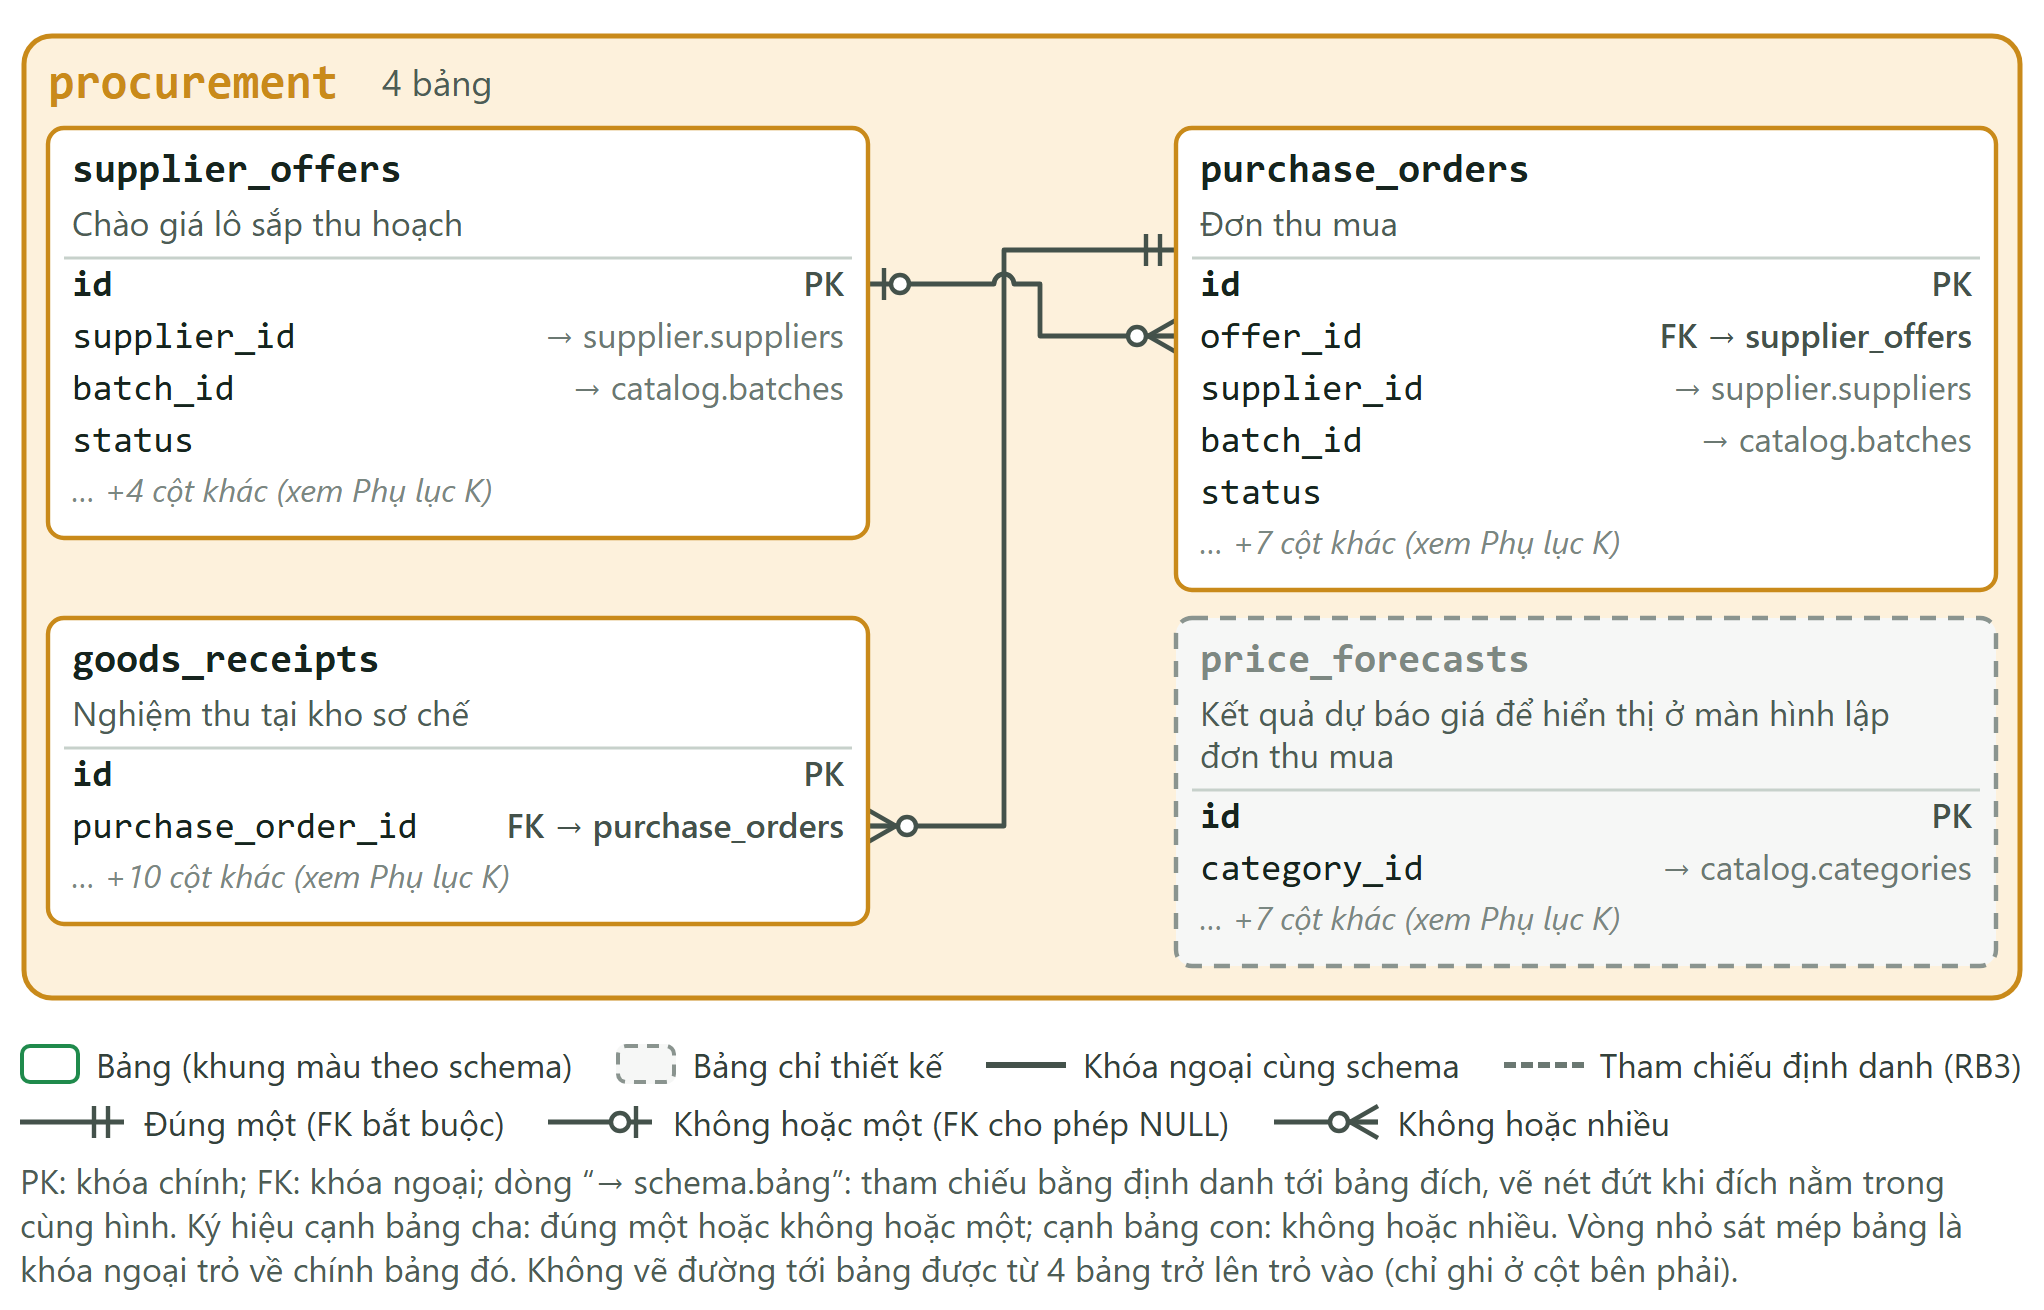 procurement 4 bảng
supplier_offers
Chào giá lô sắp thu hoạch
id PK
supplier_id → supplier.suppliers
batch_id → catalog.batches
status
... +4 cột khác (xem Phụ lục K)
purchase_orders
Đơn thu mua
id PK
offer_id FK → supplier_offers
supplier_id → supplier.suppliers
batch_id → catalog.batches
status
... +7 cột khác (xem Phụ lục K)
goods_receipts
Nghiệm thu tại kho sơ chế
id PK
purchase_order_id FK → purchase_orders
... +10 cột khác (xem Phụ lục K)
price_forecasts
Kết quả dự báo giá để hiển thị ở màn hình lập
đơn thu mua
id PK
category_id → catalog.categories
... +7 cột khác (xem Phụ lục K)
Bảng (khung màu theo schema) Bảng chỉ thiết kế Khóa ngoại cùng schema Tham chiếu định danh (RB3)
Đúng một (FK bắt buộc) Không hoặc một (FK cho phép NULL) Không hoặc nhiều
PK: khóa chính; FK: khóa ngoại; dòng “→ schema.bảng”: tham chiếu bằng định danh tới bảng đích, vẽ nét đứt khi đích nằm trong
cùng hình. Ký hiệu cạnh bảng cha: đúng một hoặc không hoặc một; cạnh bảng con: không hoặc nhiều. Vòng nhỏ sát mép bảng là
khóa ngoại trỏ về chính bảng đó. Không vẽ đường tới bảng được từ 4 bảng trở lên trỏ vào (chỉ ghi ở cột bên phải).